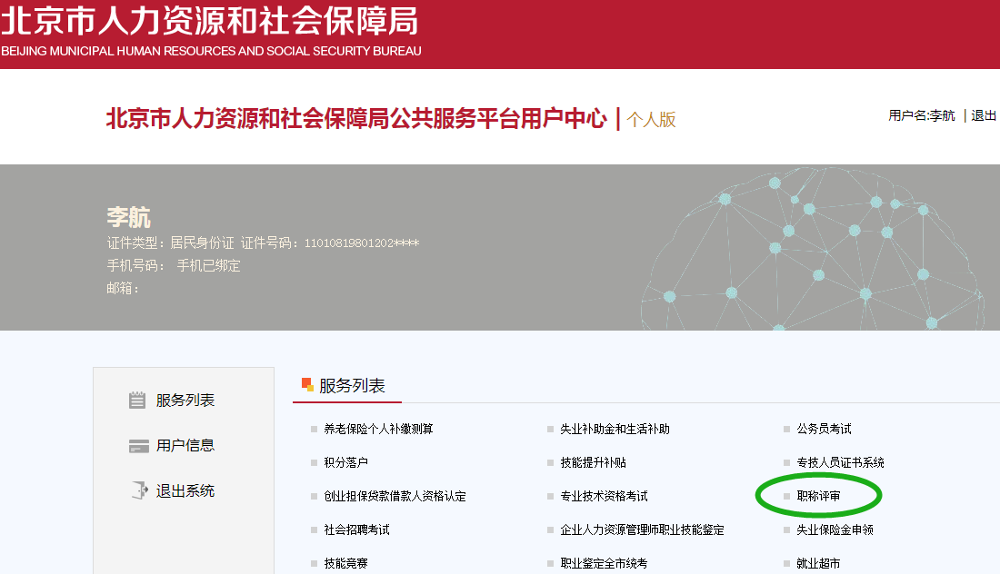 北京市人力资源和社会保障局
BEIJING MUNICIPAL HUMAN RESOURCES AND SOCIAL SECURITY BUREAU
北京市人力资源和社会保障局公共服务平台用户中心 | 个人版
用户名:李航 | 退出
李航
证件类型：居民身份证 证件号码：11010819801202****
手机号码： 手机已绑定
邮箱：
服务列表
用户信息
退出系统
服务列表
养老保险个人补缴测算 失业补助金和生活补助 公务员考试
积分落户 技能提升补贴 专技人员证书系统
创业担保贷款借款人资格认定 专业技术资格考试 职称评审
社会招聘考试 企业人力资源管理师职业技能鉴定 失业保险金申领
技能竞赛 职业鉴定全市统考 就业超市